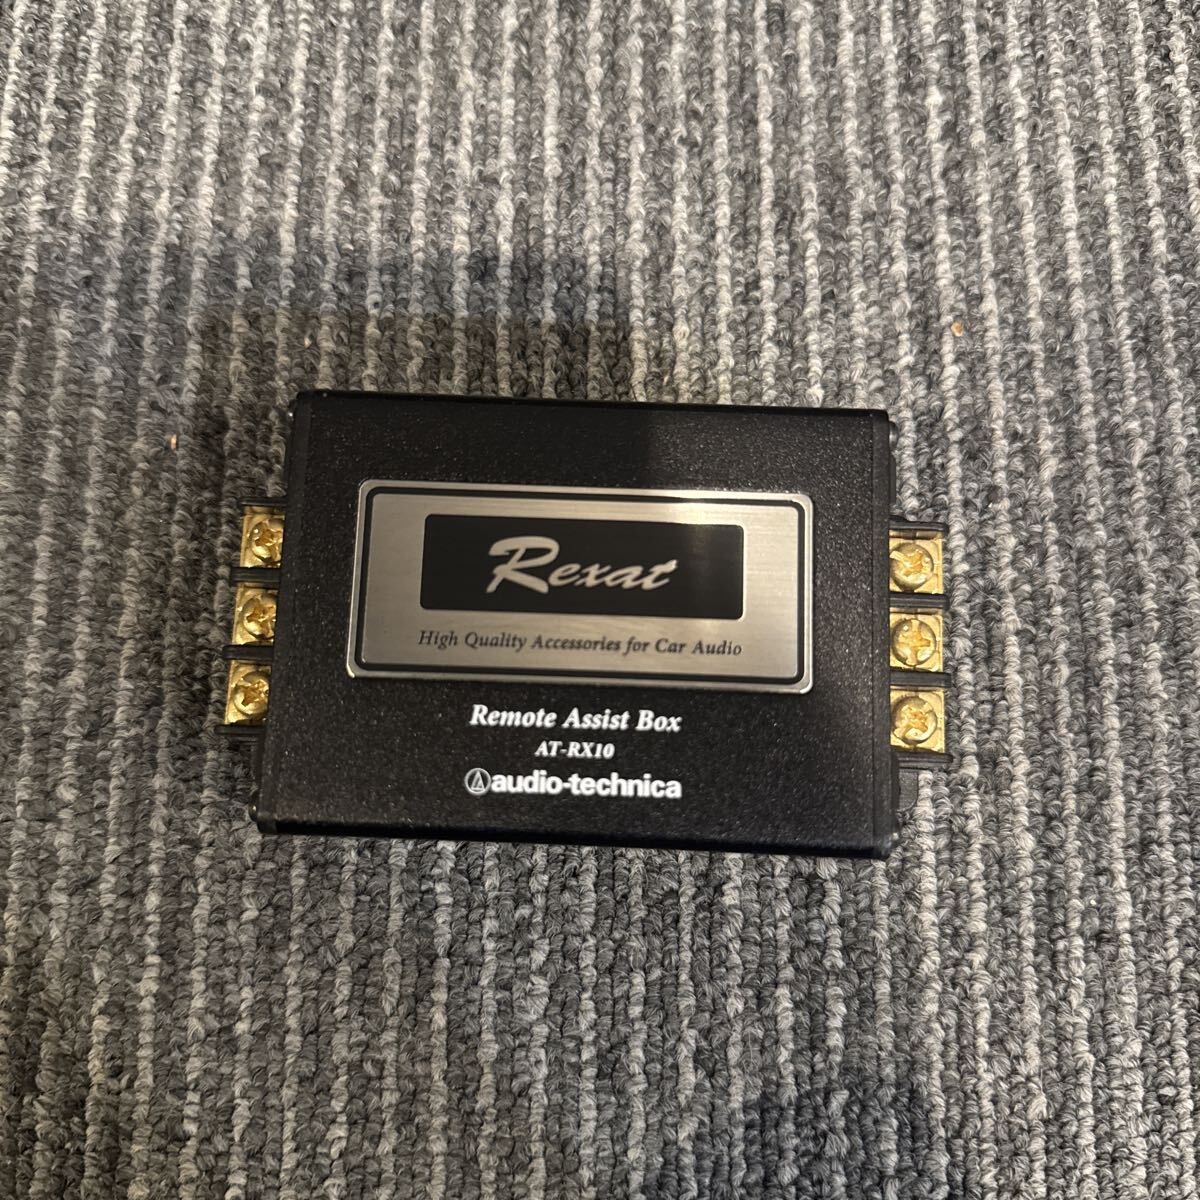 Rexat
High Quality Accessories for Car Audio
Remote Assist Box
AT-RX10
audio-technica